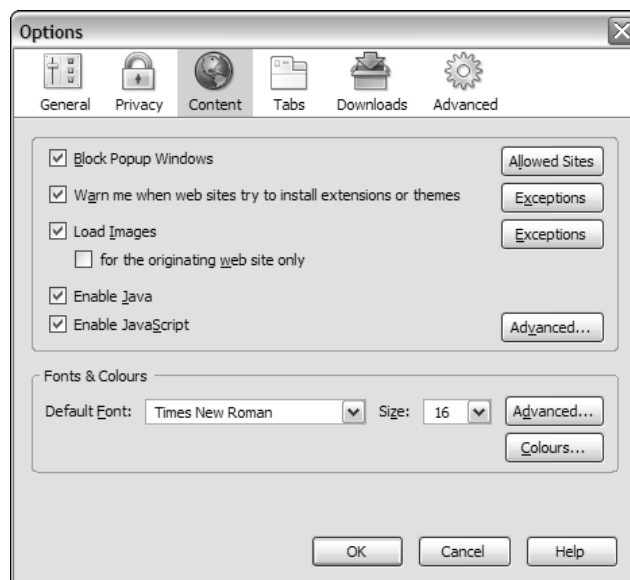 Options
General Privacy Content Tabs Downloads Advanced
Block Popup Windows Allowed Sites
Warn me when web sites try to install extensions or themes Exceptions
Load Images Exceptions
for the originating web site only
Enable Java
Enable JavaScript Advanced...
Fonts & Colours
Default Font: Times New Roman Size: 16 Advanced...
Colours...
OK Cancel Help